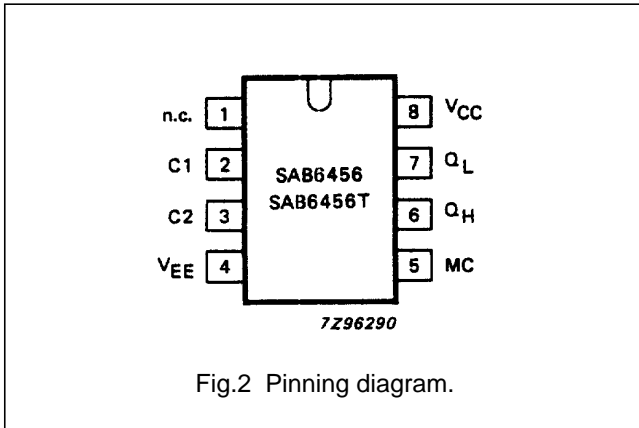 n.c. 1 8 VCC
C1 2 7 QL
SAB6456
SAB6456T
C2 3 6 QH
VEE 4 5 MC
7Z96290
Fig.2 Pinning diagram.